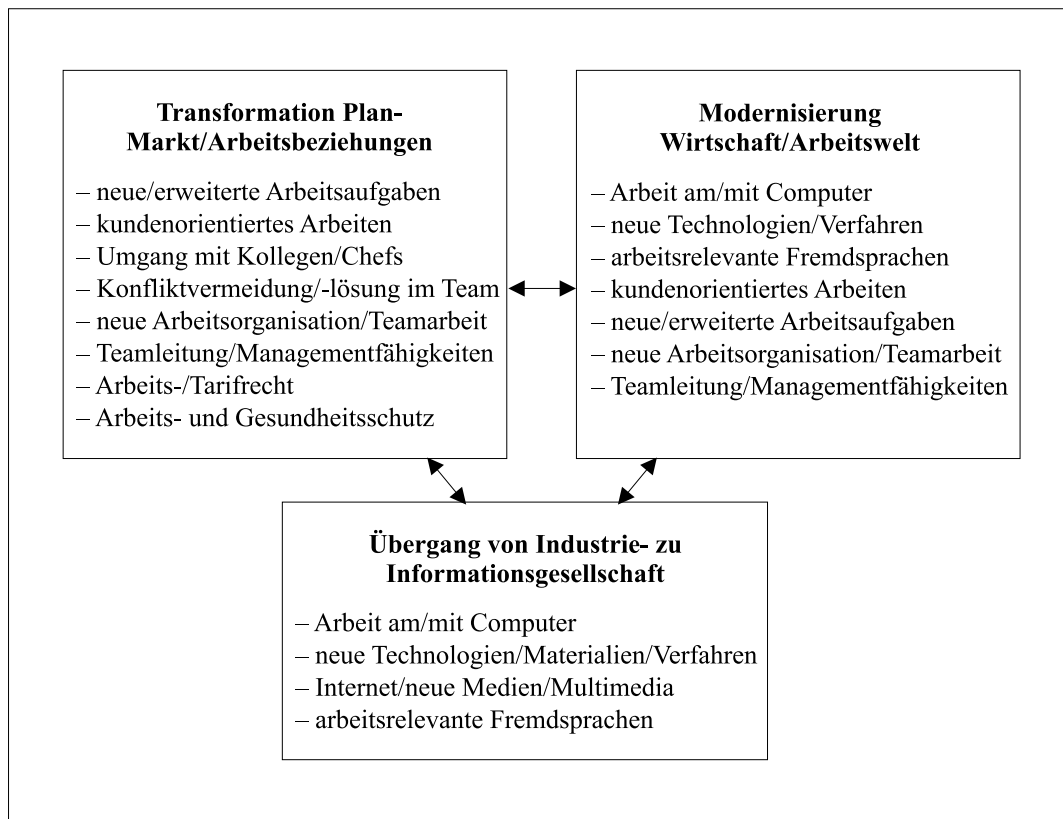 Transformation Plan-
Markt/Arbeitsbeziehungen
– neue/erweiterte Arbeitsaufgaben
– kundenorientiertes Arbeiten
– Umgang mit Kollegen/Chefs
– Konfliktvermeidung/-lösung im Team
– neue Arbeitsorganisation/Teamarbeit
– Teamleitung/Managementfähigkeiten
– Arbeits-/Tarifrecht
– Arbeits- und Gesundheitsschutz
Modernisierung
Wirtschaft/Arbeitswelt
– Arbeit am/mit Computer
– neue Technologien/Verfahren
– arbeitsrelevante Fremdsprachen
– kundenorientiertes Arbeiten
– neue/erweiterte Arbeitsaufgaben
– neue Arbeitsorganisation/Teamarbeit
– Teamleitung/Managementfähigkeiten
Übergang von Industrie- zu
Informationsgesellschaft
– Arbeit am/mit Computer
– neue Technologien/Materialien/Verfahren
– Internet/neue Medien/Multimedia
– arbeitsrelevante Fremdsprachen